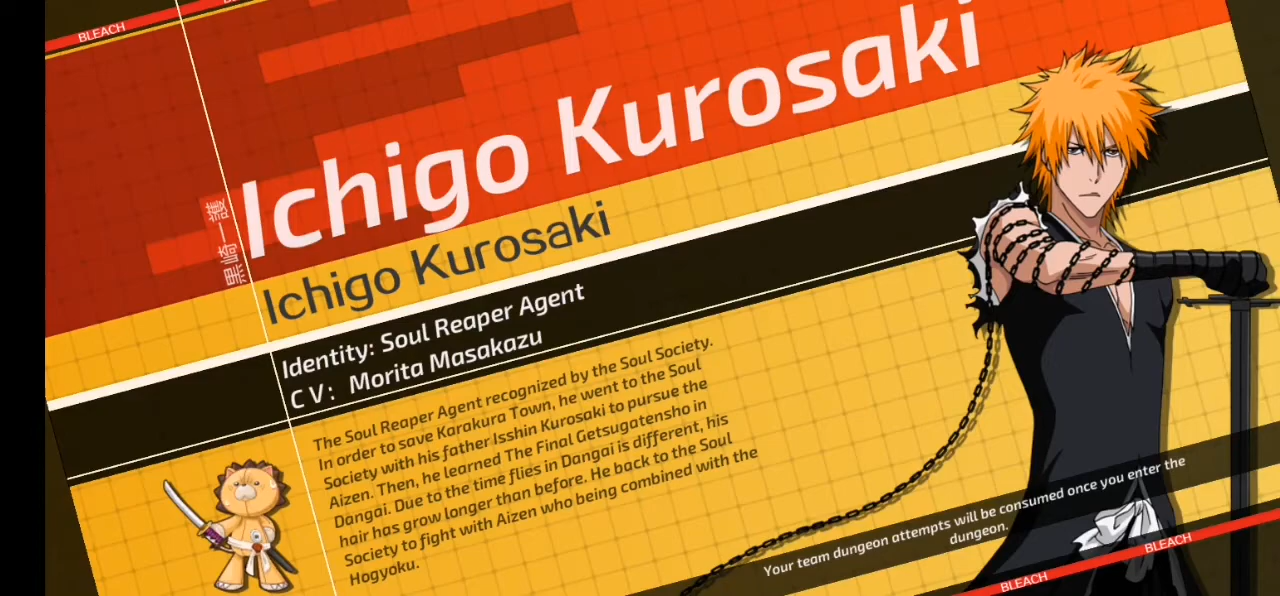 BLEACH
Ichigo Kurosaki
黒崎一護
Ichigo Kurosaki
Identity: Soul Reaper Agent
CV: Morita Masakazu
The Soul Reaper Agent recognized by the Soul Society.
In order to save Karakura Town, he went to the Soul
Society with his father Isshin Kurosaki to pursue the
Aizen. Then, he learned The Final Getsugatensho in
Dangai. Due to the time flies in Dangai is different, his
hair has grow longer than before. He back to the Soul
Society to fight with Aizen who being combined with the
Hogyoku.
Your team dungeon attempts will be consumed once you enter the
dungeon.
BLEACH
BLEACH